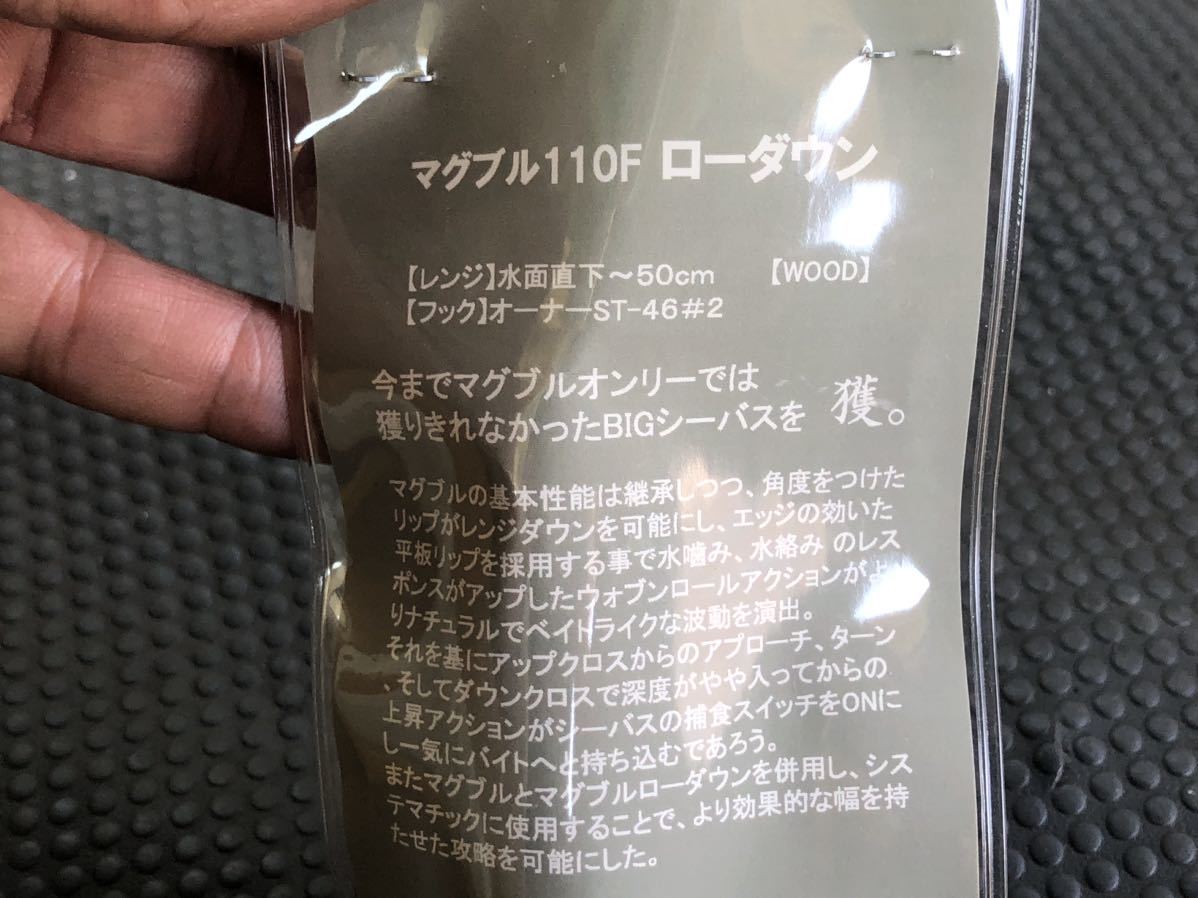 マグブル110F ローダウン
【レンジ】水面直下～50cm 【WOOD】
【フック】オーナーST-46#2
今までマグブルオンリーでは
獲りきれなかったBIGシーバスを 獲。
マグブルの基本性能は継承しつつ、角度をつけた
リップがレンジダウンを可能にし、エッジの効いた
平板リップを採用する事で水噛み、水絡み のレス
ポンスがアップしたウォブンロールアクションがよ
りナチュラルでベイトライクな波動を演出。
それを基にアップクロスからのアプローチ、ターン
、そしてダウンクロスで深度がやや入ってからの
上昇アクションがシーバスの捕食スイッチをONに
し一気にバイトへと持ち込むであろう。
またマグブルとマグブルローダウンを併用し、シス
テマチックに使用することで、より効果的な幅を持
たせた攻略を可能にした。